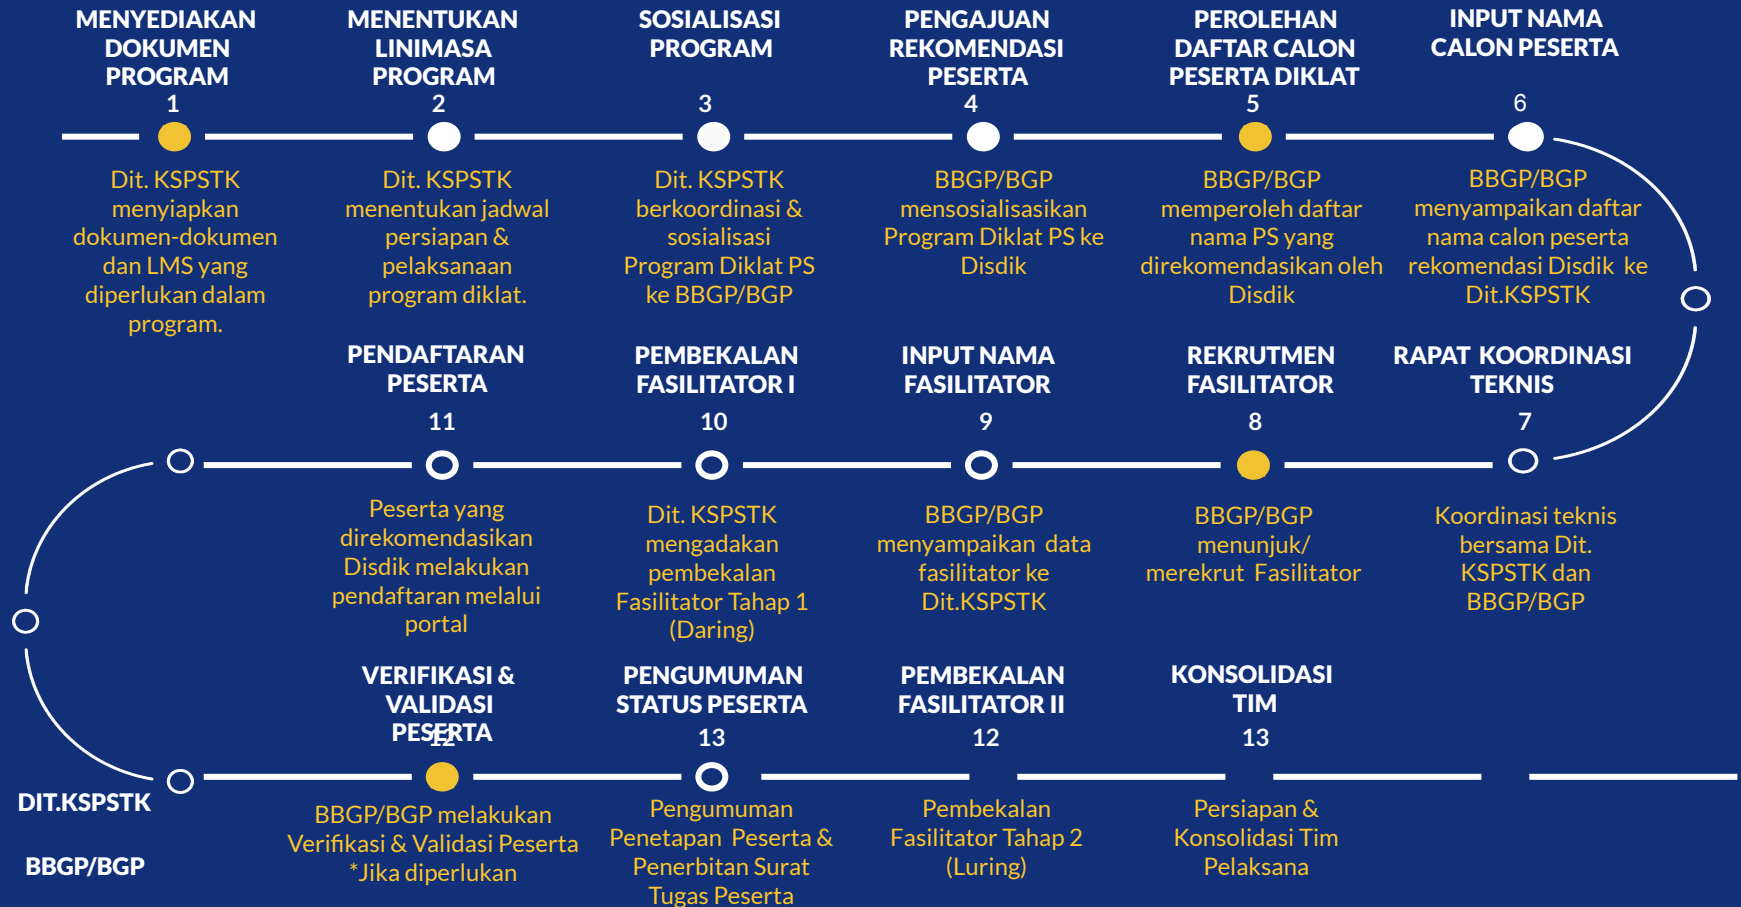 MENYEDIAKAN
DOKUMEN
PROGRAM
1
Dit. KSPSTK
menyiapkan
dokumen-dokumen
dan LMS yang
diperlukan dalam
program.
MENENTUKAN
LINIMASA
PROGRAM
2
Dit. KSPSTK
menentukan jadwal
persiapan &
pelaksanaan
program diklat.
SOSIALISASI
PROGRAM
3
Dit. KSPSTK
berkoordinasi &
sosialisasi
Program Diklat PS
ke BBGP/BGP
PENGAJUAN
REKOMENDASI
PESERTA
4
BBGP/BGP
mensosialisasikan
Program Diklat PS ke
Disdik
PEROLEHAN
DAFTAR CALON
PESERTA DIKLAT
5
BBGP/BGP
memperoleh daftar
nama PS yang
direkomendasikan oleh
Disdik
INPUT NAMA
CALON PESERTA
6
BBGP/BGP
menyampaikan daftar
nama calon peserta
rekomendasi Disdik ke
Dit.KSPSTK
RAPAT KOORDINASI
TEKNIS
7
Koordinasi teknis
bersama Dit.
KSPSTK dan
BBGP/BGP
REKRUTMEN
FASILITATOR
8
BBGP/BGP
menunjuk/
merekrut Fasilitator
INPUT NAMA
FASILITATOR
9
BBGP/BGP
menyampaikan data
fasilitator ke
Dit.KSPSTK
PEMBEKALAN
FASILITATOR I
10
Dit. KSPSTK
mengadakan
pembekalan
Fasilitator Tahap 1
(Daring)
PENDAFTARAN
PESERTA
11
Peserta yang
direkomendasikan
Disdik melakukan
pendaftaran melalui
portal
VERIFIKASI &
VALIDASI
PESERTA
12
BBGP/BGP melakukan
Verifikasi & Validasi Peserta
*Jika diperlukan
PENGUMUMAN
STATUS PESERTA
13
Pengumuman
Penetapan Peserta &
Penerbitan Surat
Tugas Peserta
PEMBEKALAN
FASILITATOR II
12
Pembekalan
Fasilitator Tahap 2
(Luring)
KONSOLIDASI
TIM
13
Persiapan &
Konsolidasi Tim
Pelaksana
DIT.KSPSTK
BBGP/BGP